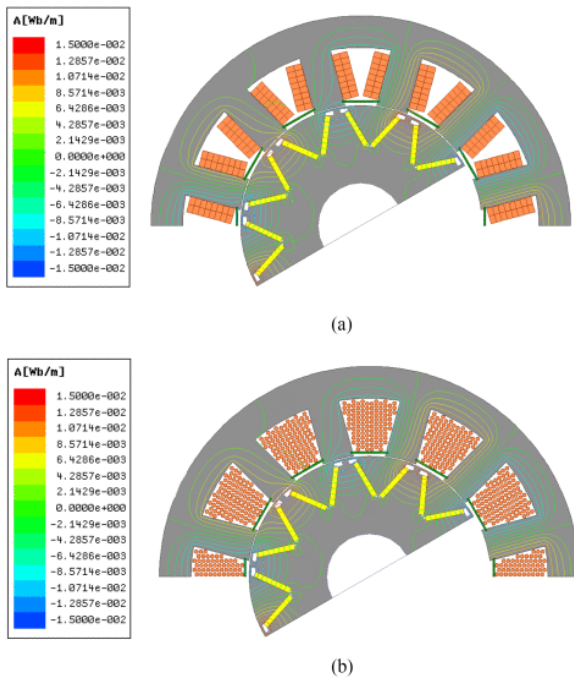 A[Wb/m]
1.5000e-002
1.2857e-002
1.0714e-002
8.5714e-003
6.4286e-003
4.2857e-003
2.1429e-003
0.0000e+000
-2.1429e-003
-4.2857e-003
-6.4286e-003
-8.5714e-003
-1.0714e-002
-1.2857e-002
-1.5000e-002
(a)
A[Wb/m]
1.5000e-002
1.2857e-002
1.0714e-002
8.5714e-003
6.4286e-003
4.2857e-003
2.1429e-003
0.0000e+000
-2.1429e-003
-4.2857e-003
-6.4286e-003
-8.5714e-003
-1.0714e-002
-1.2857e-002
-1.5000e-002
(b)